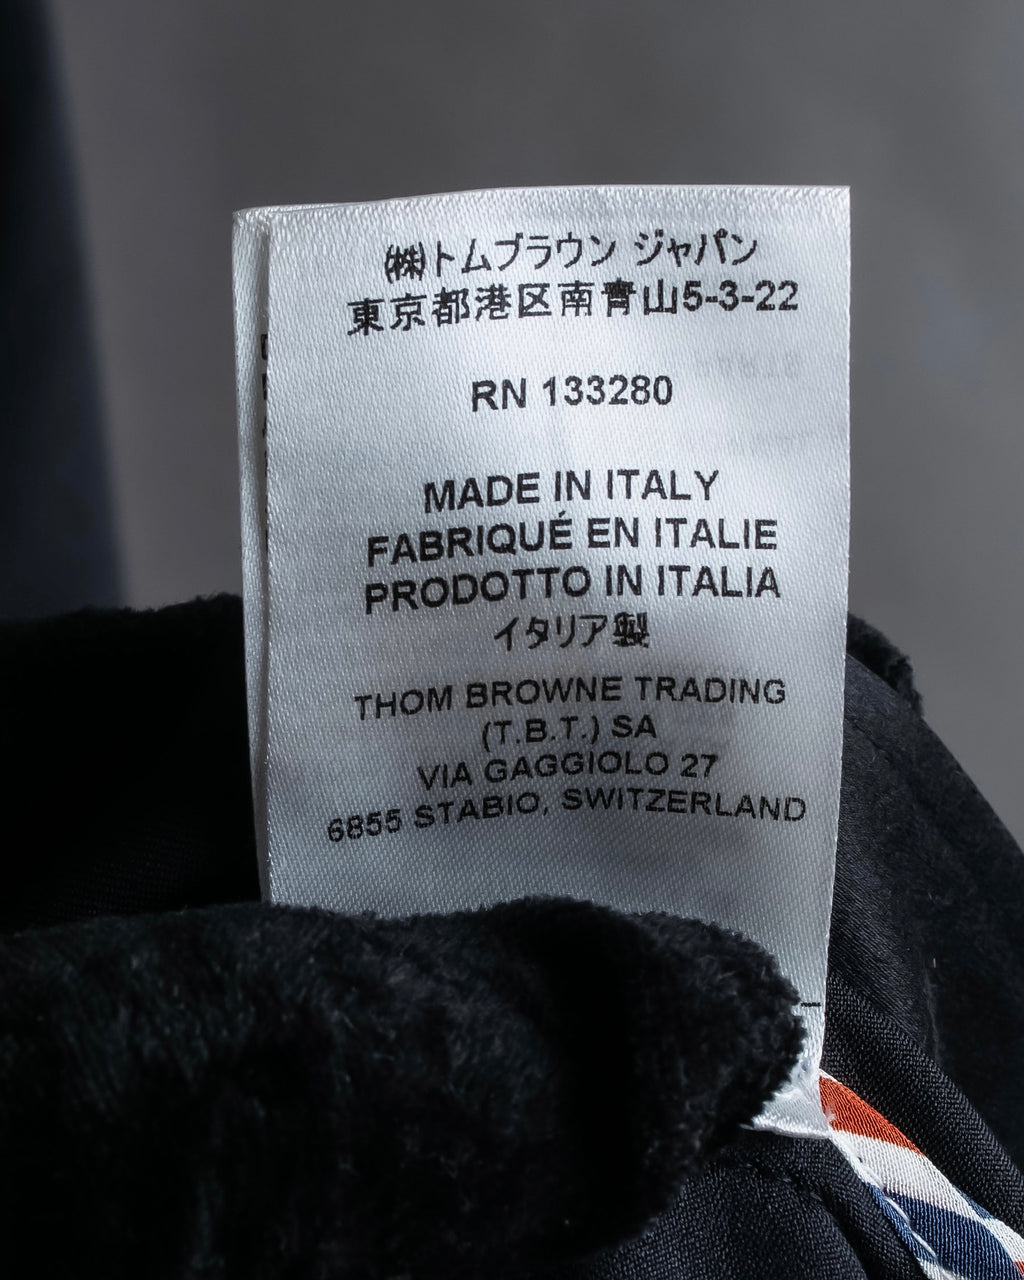 (株)トムブラウン ジャパン
東京都港区南青山5-3-22
RN 133280
MADE IN ITALY
FABRIQUÉ EN ITALIE
PRODOTTO IN ITALIA
イタリア製
THOM BROWNE TRADING
(T.B.T.) SA
VIA GAGGIOLO 27
6855 STABIO, SWITZERLAND